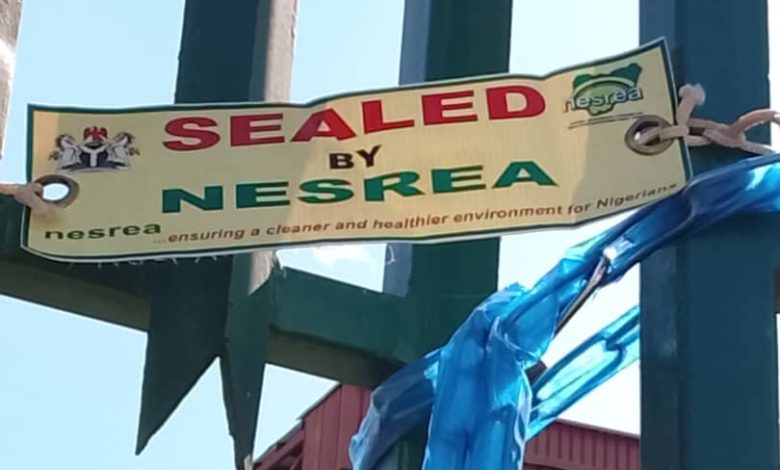 SEALED
BY
NESREA
nesrea
...ensuring a cleaner and healthier environment for Nigerians
nesrea